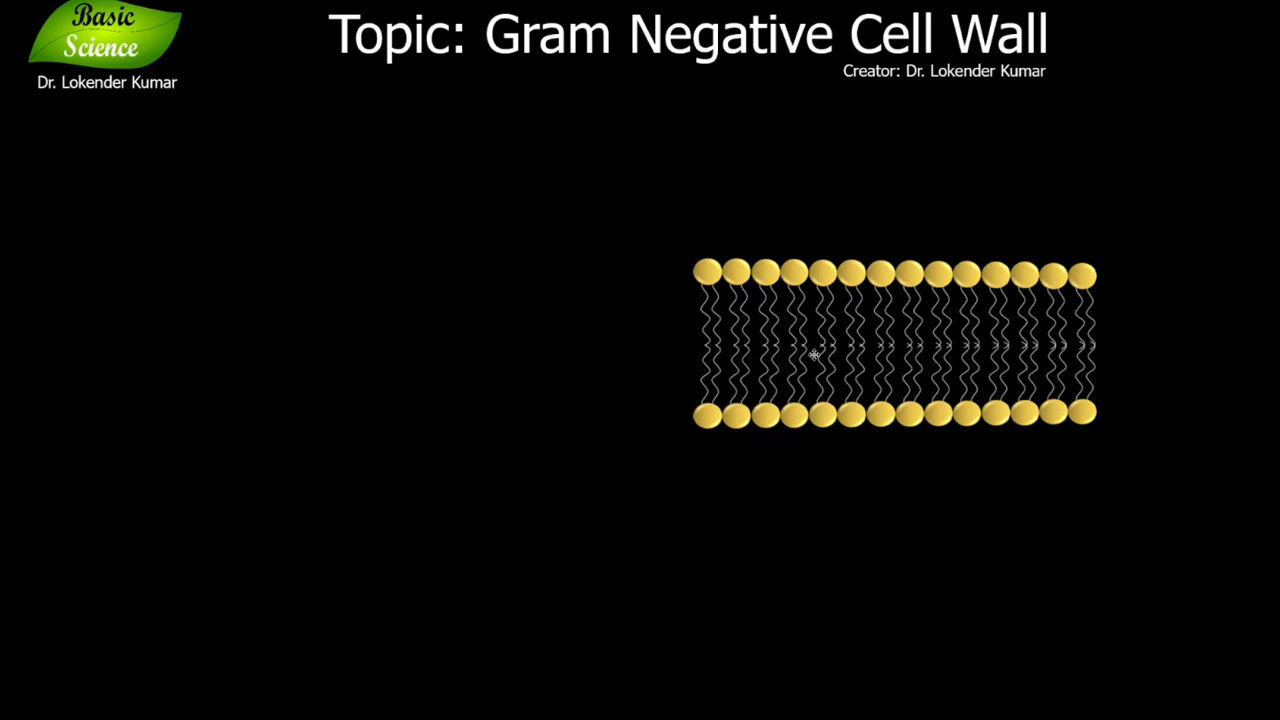 Basic
Science
Dr. Lokender Kumar
Topic: Gram Negative Cell Wall
Creator: Dr. Lokender Kumar